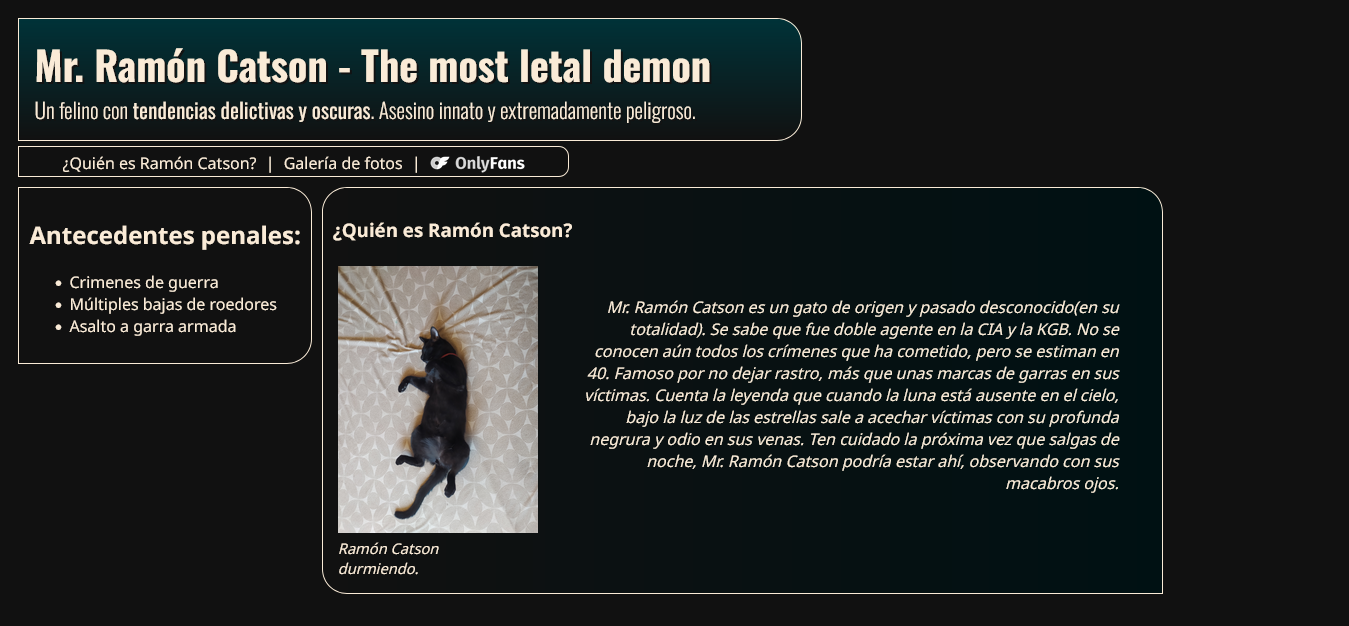 Mr. Ramón Catson - The most letal demon
Un felino con tendencias delictivas y oscuras. Asesino innato y extremadamente peligroso.
¿Quién es Ramón Catson? | Galería de fotos | OnlyFans
Antecedentes penales:
• Crimenes de guerra
• Múltiples bajas de roedores
• Asalto a garra armada
¿Quién es Ramón Catson?
Mr. Ramón Catson es un gato de origen y pasado desconocido(en su
totalidad). Se sabe que fue doble agente en la CIA y la KGB. No se
conocen aún todos los crímenes que ha cometido, pero se estiman en
40. Famoso por no dejar rastro, más que unas marcas de garras en sus
víctimas. Cuenta la leyenda que cuando la luna está ausente en el cielo,
bajo la luz de las estrellas sale a acechar víctimas con su profunda
negrura y odio en sus venas. Ten cuidado la próxima vez que salgas de
noche, Mr. Ramón Catson podría estar ahí, observando con sus
macabros ojos.
Ramón Catson
durmiendo.